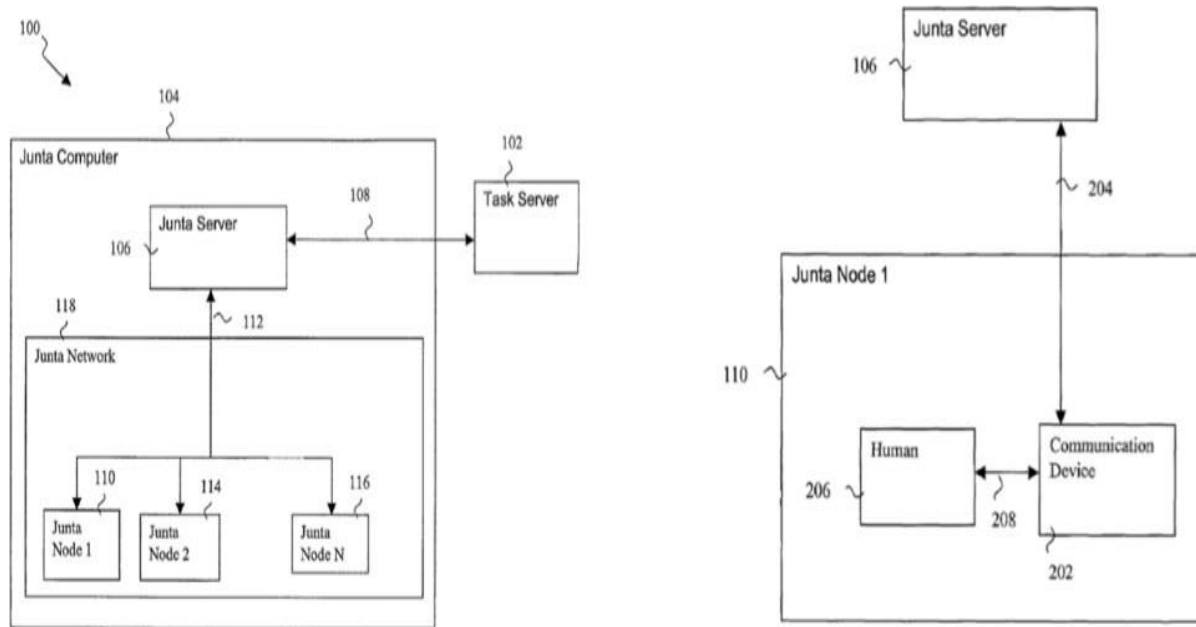 100
104
Junta Computer
102
Task Server
108
Junta Server
106
118
112
Junta Network
110
114
116
Junta
Node 1
Junta
Node 2
Junta
Node N
Junta Server
106
204
Junta Node 1
110
Human
Communication
Device
206
208
202